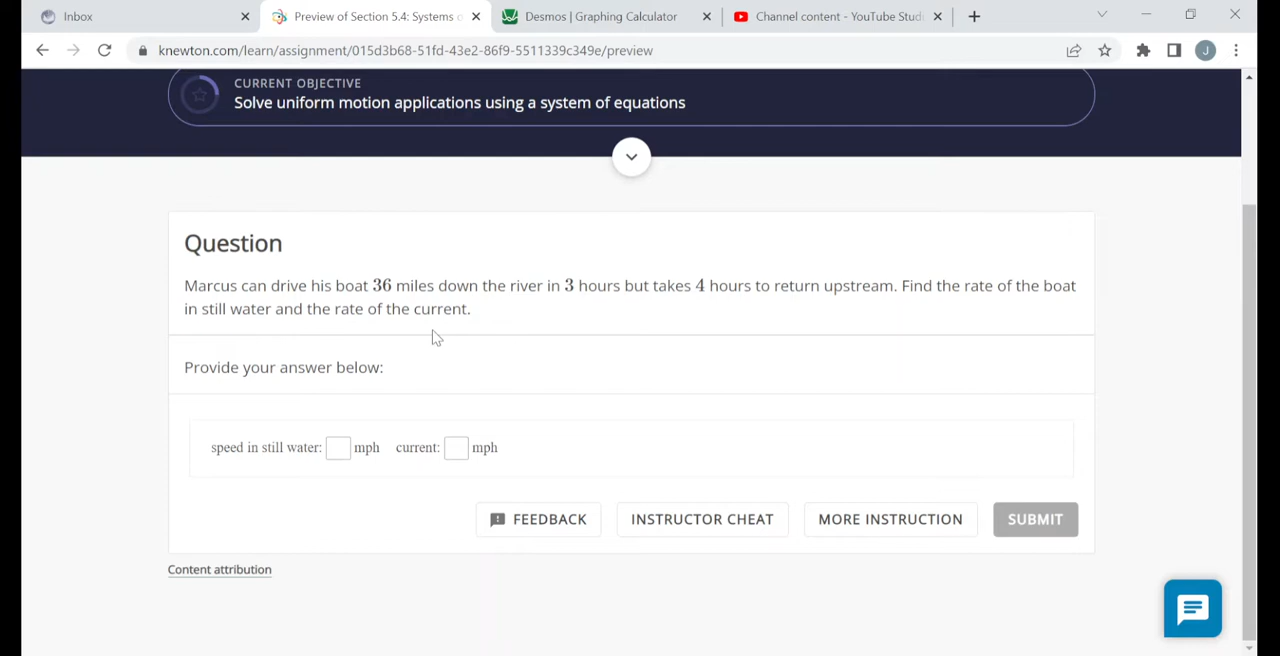 Inbox
Preview of Section 5.4: Systems o
Desmos | Graphing Calculator
Channel content - YouTube Studi
knewton.com/learn/assignment/015d3b68-51fd-43e2-86f9-5511339c349e/preview
J
CURRENT OBJECTIVE
Solve uniform motion applications using a system of equations
Question
Marcus can drive his boat 36 miles down the river in 3 hours but takes 4 hours to return upstream. Find the rate of the boat
in still water and the rate of the current.
Provide your answer below:
speed in still water: mph current: mph
FEEDBACK
INSTRUCTOR CHEAT
MORE INSTRUCTION
SUBMIT
Content attribution